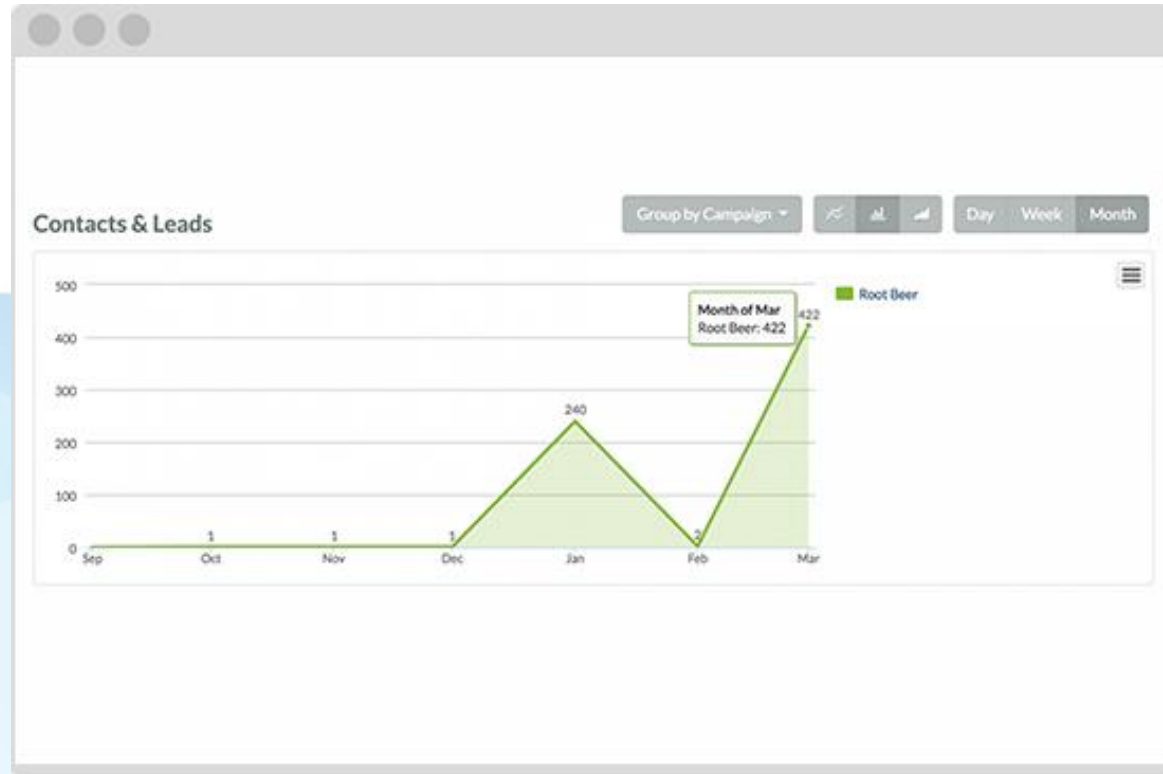 Contacts & Leads
Group by Campaign
Day Week Month
500
400
300
200
100
0
Month of Mar
Root Beer: 422
422
240
1 1 1 2
Sep Oct Nov Dec Jan Feb Mar
Root Beer